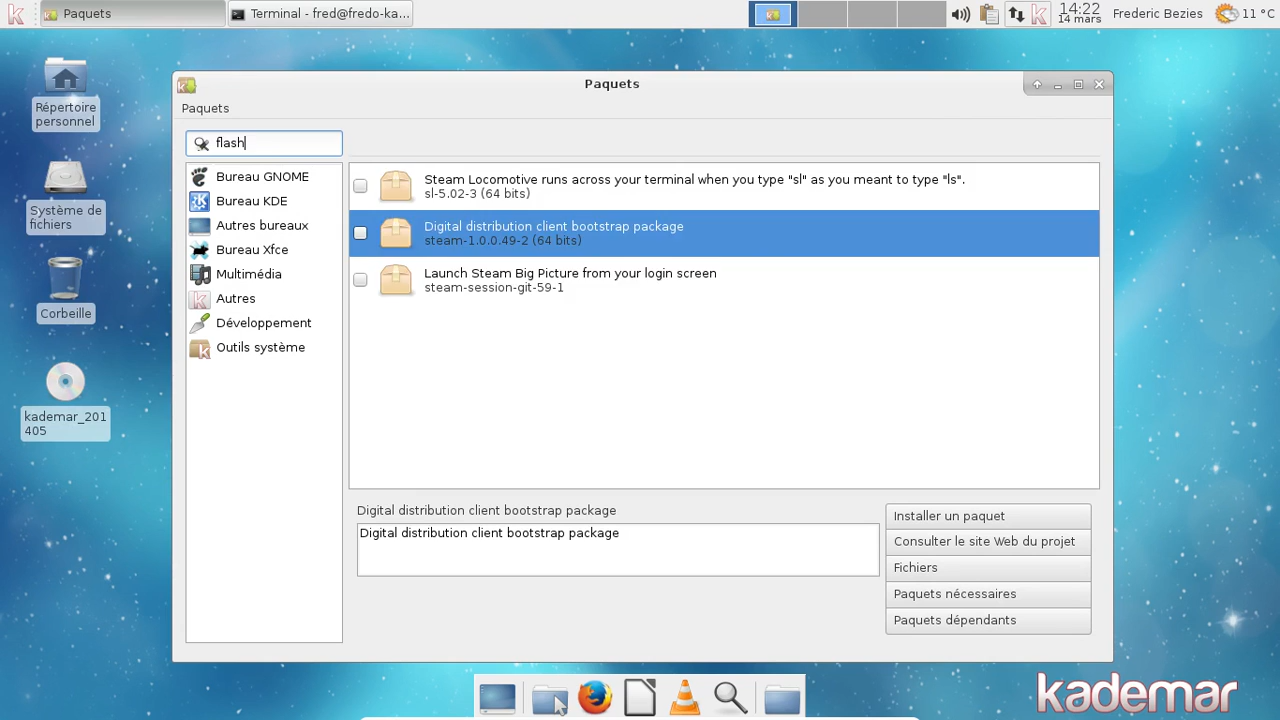 Paquets
Terminal - fred@fredo-ka...
14:22
14 mars
Frederic Bezies
11 °C
Répertoire
personnel
Système de
fichiers
Corbeille
kademar_201
405
Paquets
Paquets
flash
Bureau GNOME
Bureau KDE
Autres bureaux
Bureau Xfce
Multimédia
Autres
Développement
Outils système
Steam Locomotive runs across your terminal when you type "sl" as you meant to type "ls".
sl-5.02-3 (64 bits)
Digital distribution client bootstrap package
steam-1.0.0.49-2 (64 bits)
Launch Steam Big Picture from your login screen
steam-session-git-59-1
Digital distribution client bootstrap package
Digital distribution client bootstrap package
Installer un paquet
Consulter le site Web du projet
Fichiers
Paquets nécessaires
Paquets dépendants
kademar